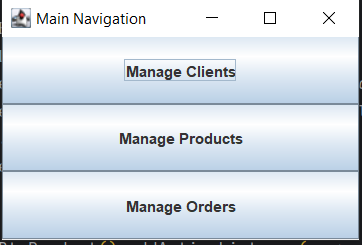 Main Navigation
Manage Clients
Manage Products
Manage Orders